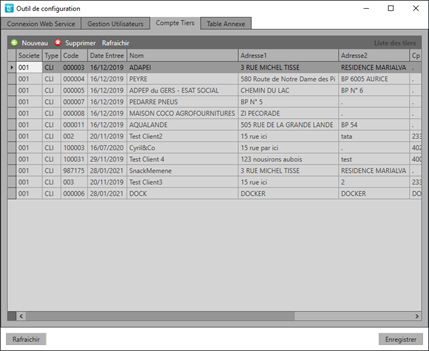 Outil de configuration
Connexion Web Service Gestion Utilisateurs Compte Tiers Table Annexe
Nouveau Supprimer Rafraichir Liste des tiers
Societe Type Code Date Entree Nom Adresse1 Adresse2 Cp
001 CLI 000003 16/12/2019 ADAPEI 3 RUE MICHEL TISSE RESIDENCE MARIALVA .
001 CLI 000004 16/12/2019 PEYRE 580 Route de Notre Dame des Pi BP 6005 AURICE .
001 CLI 000005 16/12/2019 ADPEP du GERS - ESAT SOCIAL CHEMIN DU LAC BP N° 6 .
001 CLI 000007 16/12/2019 PEDARRE PNEUS BP N° 5 . .
001 CLI 000008 16/12/2019 MAISON COCO AGROFOURNITURES ZI PECORADE . .
001 CLI 000011 16/12/2019 AQUALANDE 505 RUE DE LA GRANDE LANDE BP 54 .
001 CLI 002 20/11/2019 Test Client2 15 rue ici tata 233
001 CLI 100003 16/07/2020 Cyril&Co 15 rue par ici . 402
001 CLI 100031 29/11/2019 Test Client 4 123 nousirons aubois test 400
001 CLI 987175 28/01/2021 SnackMemene 3 RUE MICHEL TISSE RESIDENCE MARIALVA .
001 CLI 003 20/11/2019 Test Client3 15 rue ici 2 233
001 CLI 000006 28/01/2021 DOCK DOCKER DOCKER
Rafraichir Enregistrer